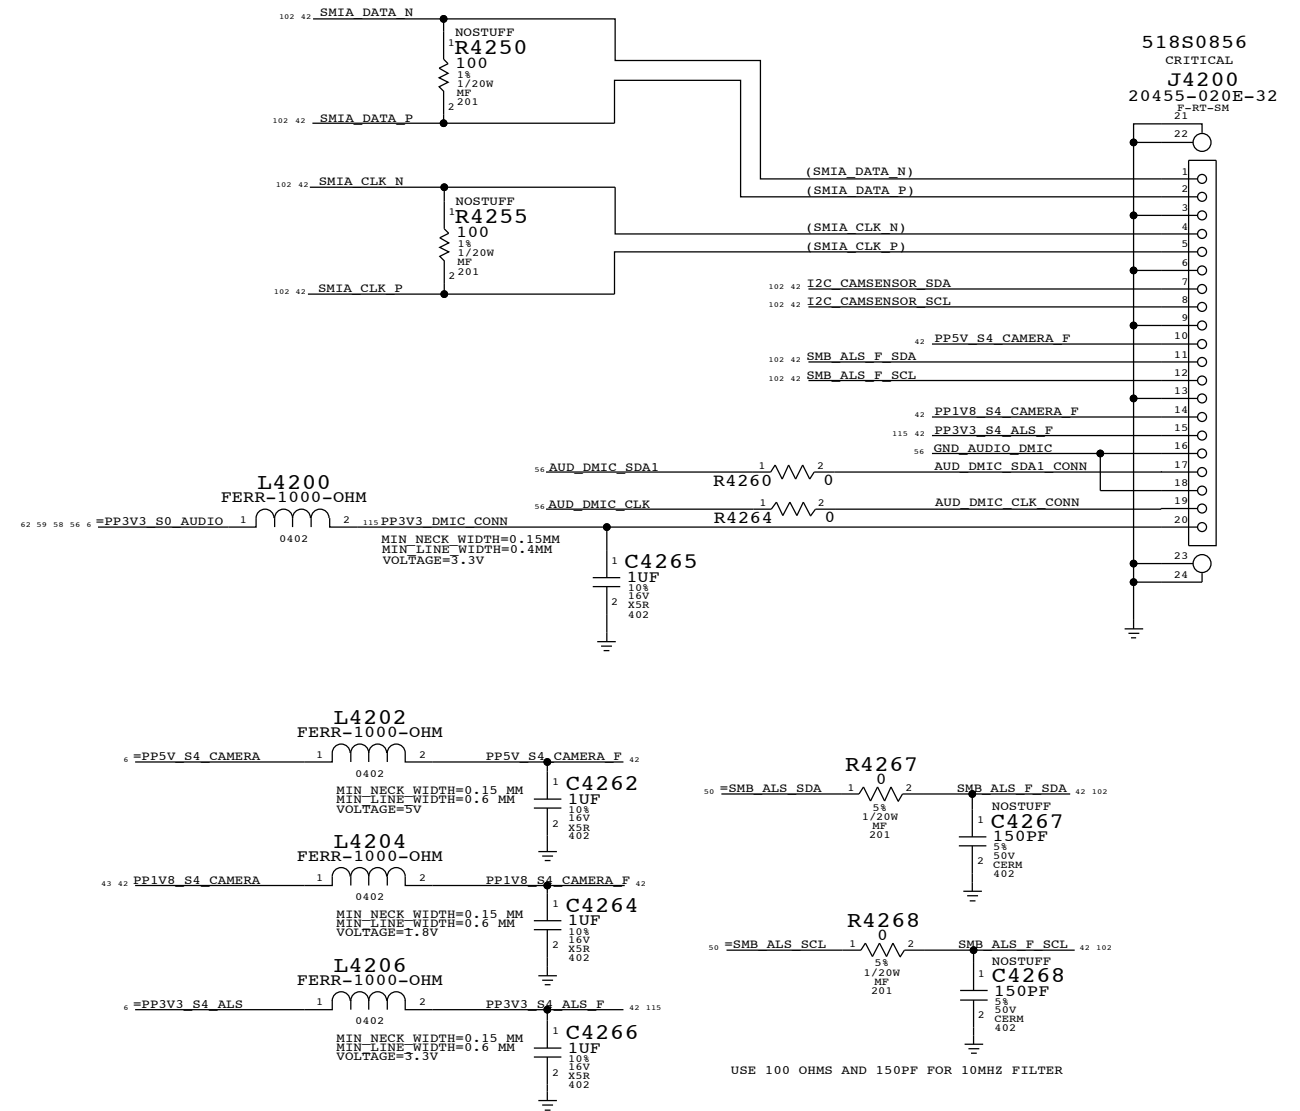 102 42 SMIA_DATA_N
NOSTUFF
1 R4250
100
1%
1/20W
MF
2 201
102 42 SMIA_DATA_P
102 42 SMIA_CLK_N
NOSTUFF
1 R4255
100
1%
1/20W
MF
2 201
102 42 SMIA_CLK_P
518S0856
CRITICAL
J4200
20455-020E-32
F-RT-SM
21
22
(SMIA_DATA_N) 1
(SMIA_DATA_P) 2
3
(SMIA_CLK_N) 4
(SMIA_CLK_P) 5
6
102 42 I2C_CAMSENSOR_SDA 7
102 42 I2C_CAMSENSOR_SCL 8
9
42 PP5V_S4_CAMERA_F 10
102 42 SMB_ALS_F_SDA 11
102 42 SMB_ALS_F_SCL 12
13
42 PP1V8_S4_CAMERA_F 14
115 42 PP3V3_S4_ALS_F 15
56 GND_AUDIO_DMIC 16
56 AUD_DMIC_SDA1 1 2 AUD_DMIC_SDA1_CONN 17
R4260 0
18
56 AUD_DMIC_CLK 1 2 AUD_DMIC_CLK_CONN 19
R4264 0
20
23
24
L4200
FERR-1000-OHM
62 59 58 56 6 =PP3V3_S0_AUDIO 1 2 115 PP3V3_DMIC_CONN
0402
MIN_NECK_WIDTH=0.15MM
MIN_LINE_WIDTH=0.4MM
VOLTAGE=3.3V
1 C4265
1UF
10%
16V
2 X5R
402
L4202
FERR-1000-OHM
6 =PP5V_S4_CAMERA 1 2 PP5V_S4_CAMERA_F 42
0402
MIN_NECK_WIDTH=0.15 MM
MIN_LINE_WIDTH=0.6 MM
VOLTAGE=5V
1 C4262
1UF
10%
16V
2 X5R
402
L4204
FERR-1000-OHM
43 42 PP1V8_S4_CAMERA 1 2 PP1V8_S4_CAMERA_F 42
0402
MIN_NECK_WIDTH=0.15 MM
MIN_LINE_WIDTH=0.6 MM
VOLTAGE=1.8V
1 C4264
1UF
10%
16V
2 X5R
402
L4206
FERR-1000-OHM
6 =PP3V3_S4_ALS 1 2 PP3V3_S4_ALS_F 42 115
0402
MIN_NECK_WIDTH=0.15 MM
MIN_LINE_WIDTH=0.6 MM
VOLTAGE=3.3V
1 C4266
1UF
10%
16V
2 X5R
402
R4267
0
50 =SMB_ALS_SDA 1 2 SMB_ALS_F_SDA 42 102
5%
1/20W
MF
201
NOSTUFF
1 C4267
150PF
5%
50V
2 CERM
402
R4268
0
50 =SMB_ALS_SCL 1 2 SMB_ALS_F_SCL 42 102
5%
1/20W
MF
201
NOSTUFF
1 C4268
150PF
5%
50V
2 CERM
402
USE 100 OHMS AND 150PF FOR 10MHZ FILTER